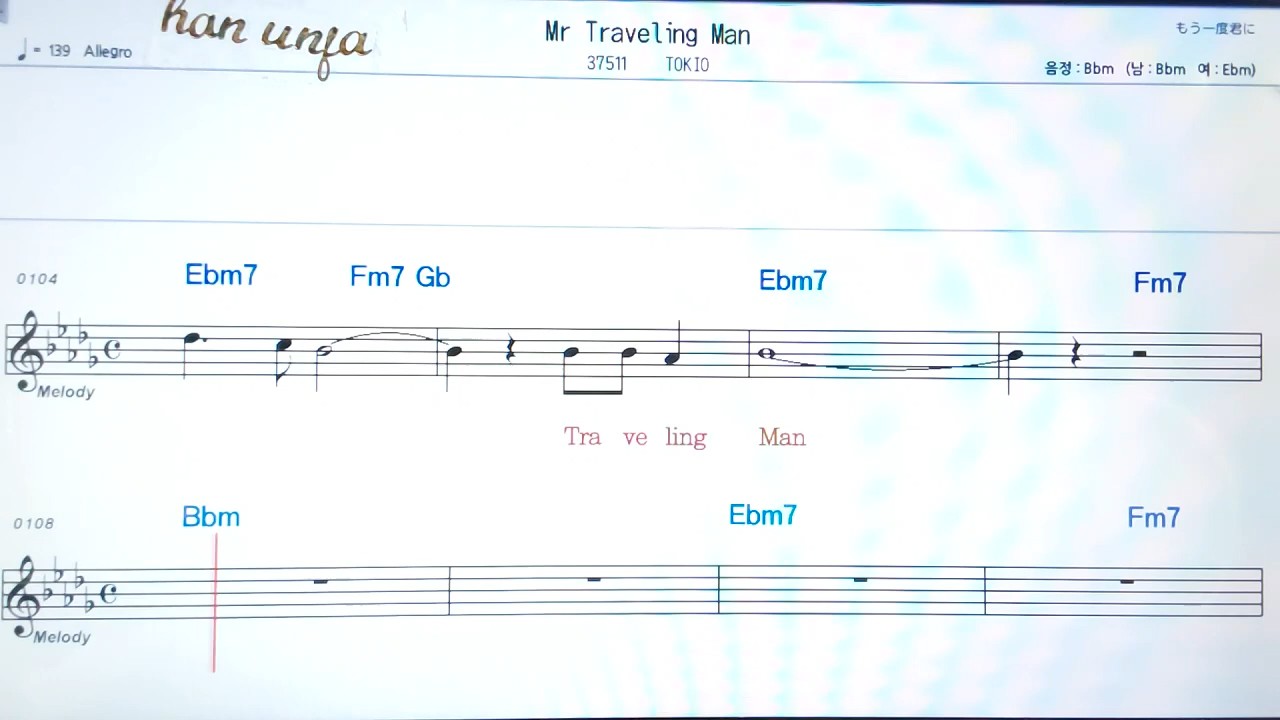 han unja
Mr Traveling Man
もう一度君に
♩= 139 Allegro
37511 TOKIO
음정 : Bbm (남 : Bbm 여 : Ebm)
0104 Ebm7 Fm7 Gb Ebm7 Fm7
Melody
Tra ve ling Man
0108 Bbm Ebm7 Fm7
Melody